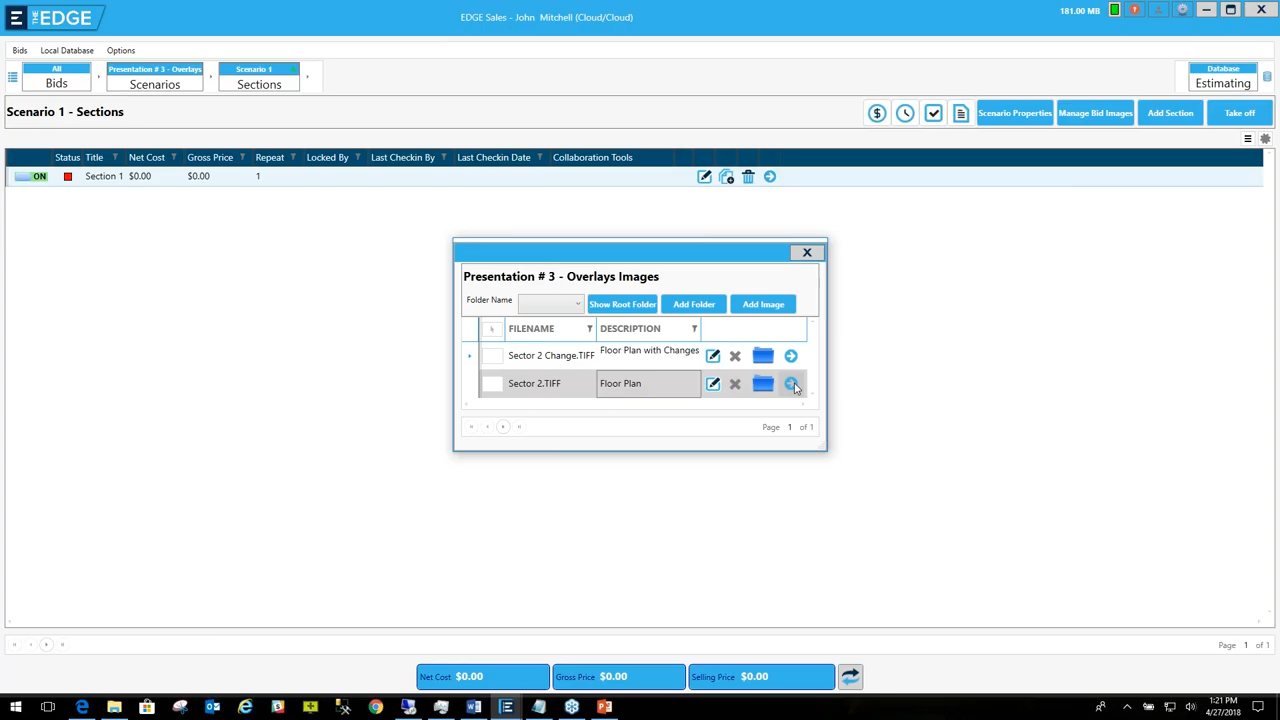 THE EDGE
EDGE Sales - John Mitchell (Cloud/Cloud)
181.00 MB
Bids Local Database Options
All
Bids
Presentation # 3 - Overlays
Scenarios
Scenario 1
Sections
Database
Estimating
Scenario 1 - Sections
Scenario Properties
Manage Bid Images
Add Section
Take off
Status Title Net Cost Gross Price Repeat Locked By Last Checkin By Last Checkin Date Collaboration Tools
ON Section 1 $0.00 $0.00 1
X
Presentation # 3 - Overlays Images
Folder Name
Show Root Folder
Add Folder
Add Image
FILENAME DESCRIPTION
Sector 2 Change.TIFF Floor Plan with Changes
Sector 2.TIFF Floor Plan
Page 1 of 1
Page 1 of 1
Net Cost $0.00
Gross Price $0.00
Selling Price $0.00
1:21 PM
4/27/2018